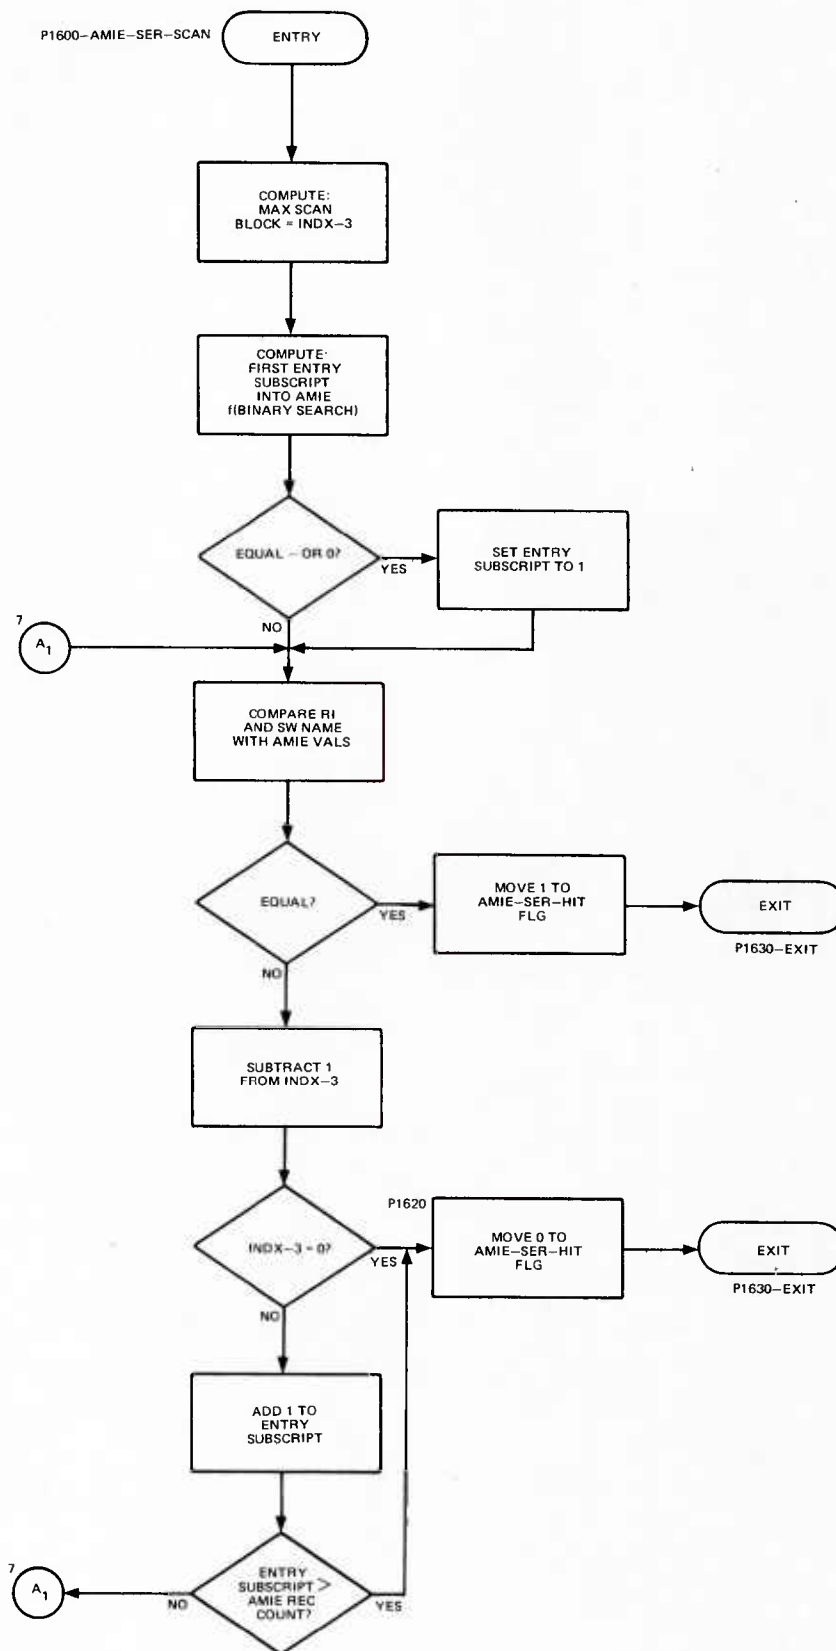 P1600-AMIE-SER-SCAN
ENTRY
COMPUTE:
MAX SCAN
BLOCK = INDX-3
COMPUTE:
FIRST ENTRY
SUBSCRIPT
INTO AMIE
f(BINARY SEARCH)
EQUAL - OR 0?
YES
SET ENTRY
SUBSCRIPT TO 1
NO
7
A1
COMPARE RI
AND SW NAME
WITH AMIE VALS
EQUAL?
YES
MOVE 1 TO
AMIE-SER-HIT
FLG
EXIT
P1630-EXIT
NO
SUBTRACT 1
FROM INDX-3
INDX-3 = 0?
YES
P1620
MOVE 0 TO
AMIE-SER-HIT
FLG
EXIT
P1630-EXIT
NO
ADD 1 TO
ENTRY
SUBSCRIPT
ENTRY
SUBSCRIPT >
AMIE REC
COUNT?
YES
NO
7
A1